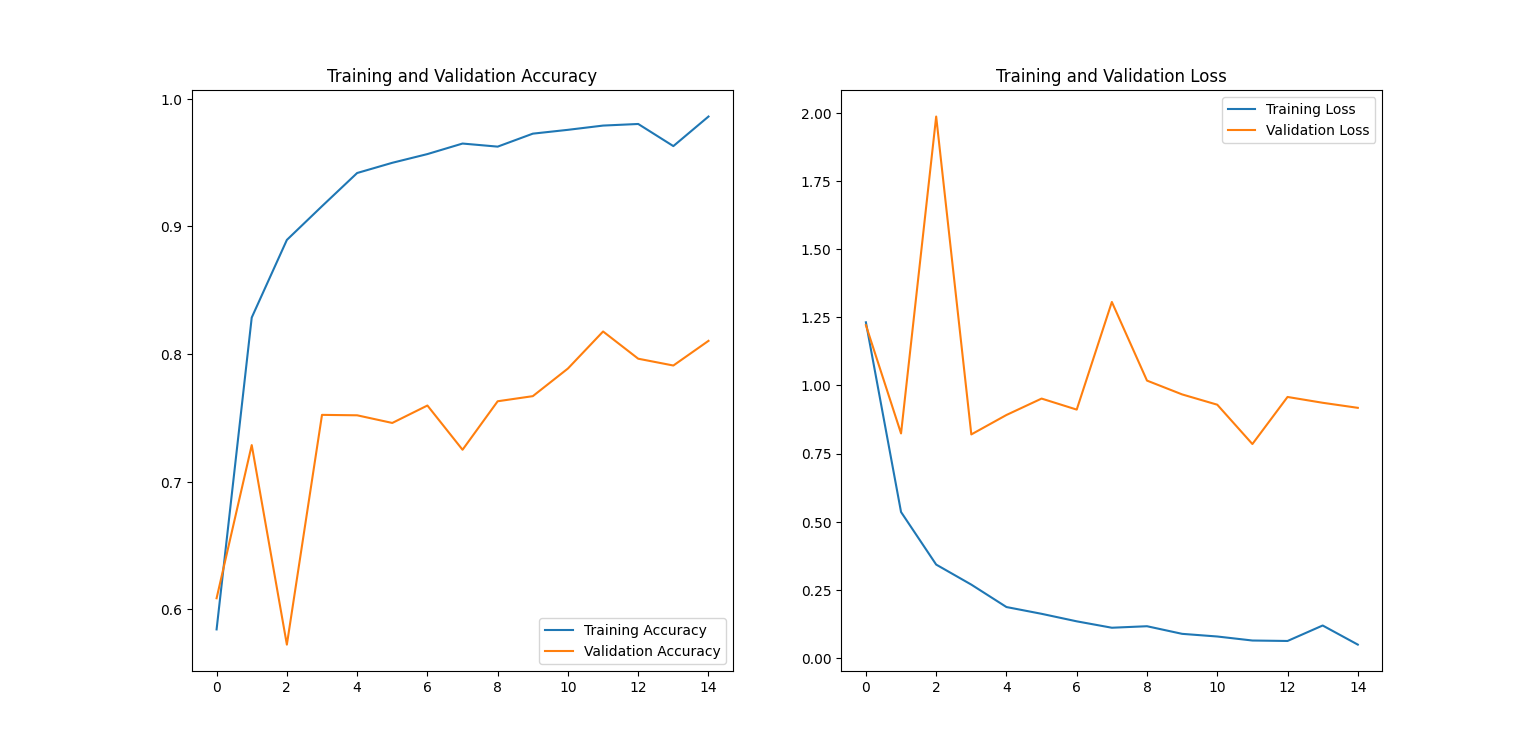 Training and Validation Accuracy
1.0
0.9
0.8
0.7
0.6
0 2 4 6 8 10 12 14
Training Accuracy
Validation Accuracy
Training and Validation Loss
2.00
1.75
1.50
1.25
1.00
0.75
0.50
0.25
0.00
0 2 4 6 8 10 12 14
Training Loss
Validation Loss